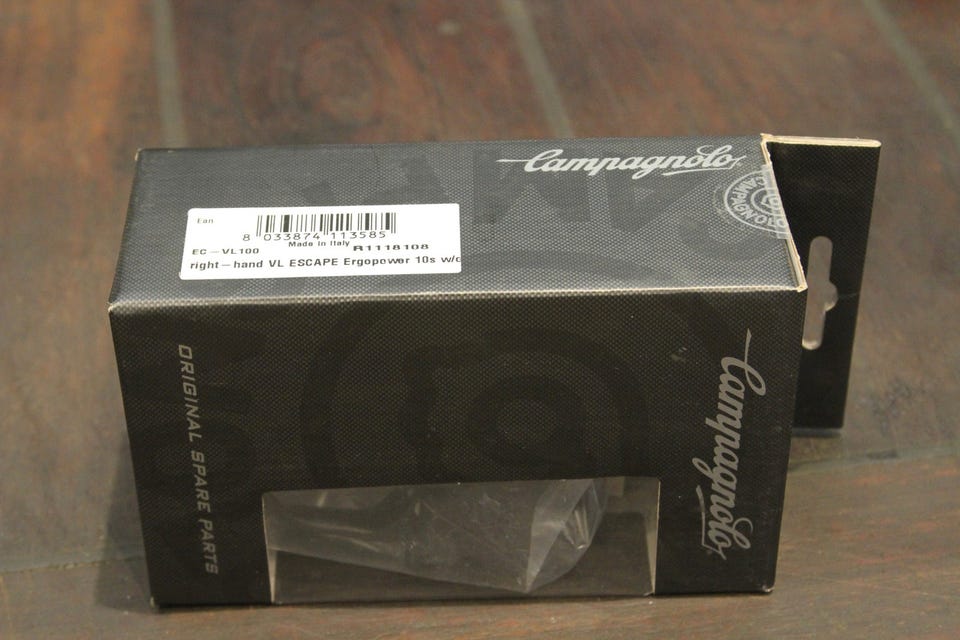 Campagnolo
CAMPAGNOLO
Ean
8 033874 113585
Made in Italy
EC-VL100 R1118108
right-hand VL ESCAPE Ergopower 10s w/o
ORIGINAL SPARE PARTS
Campagnolo